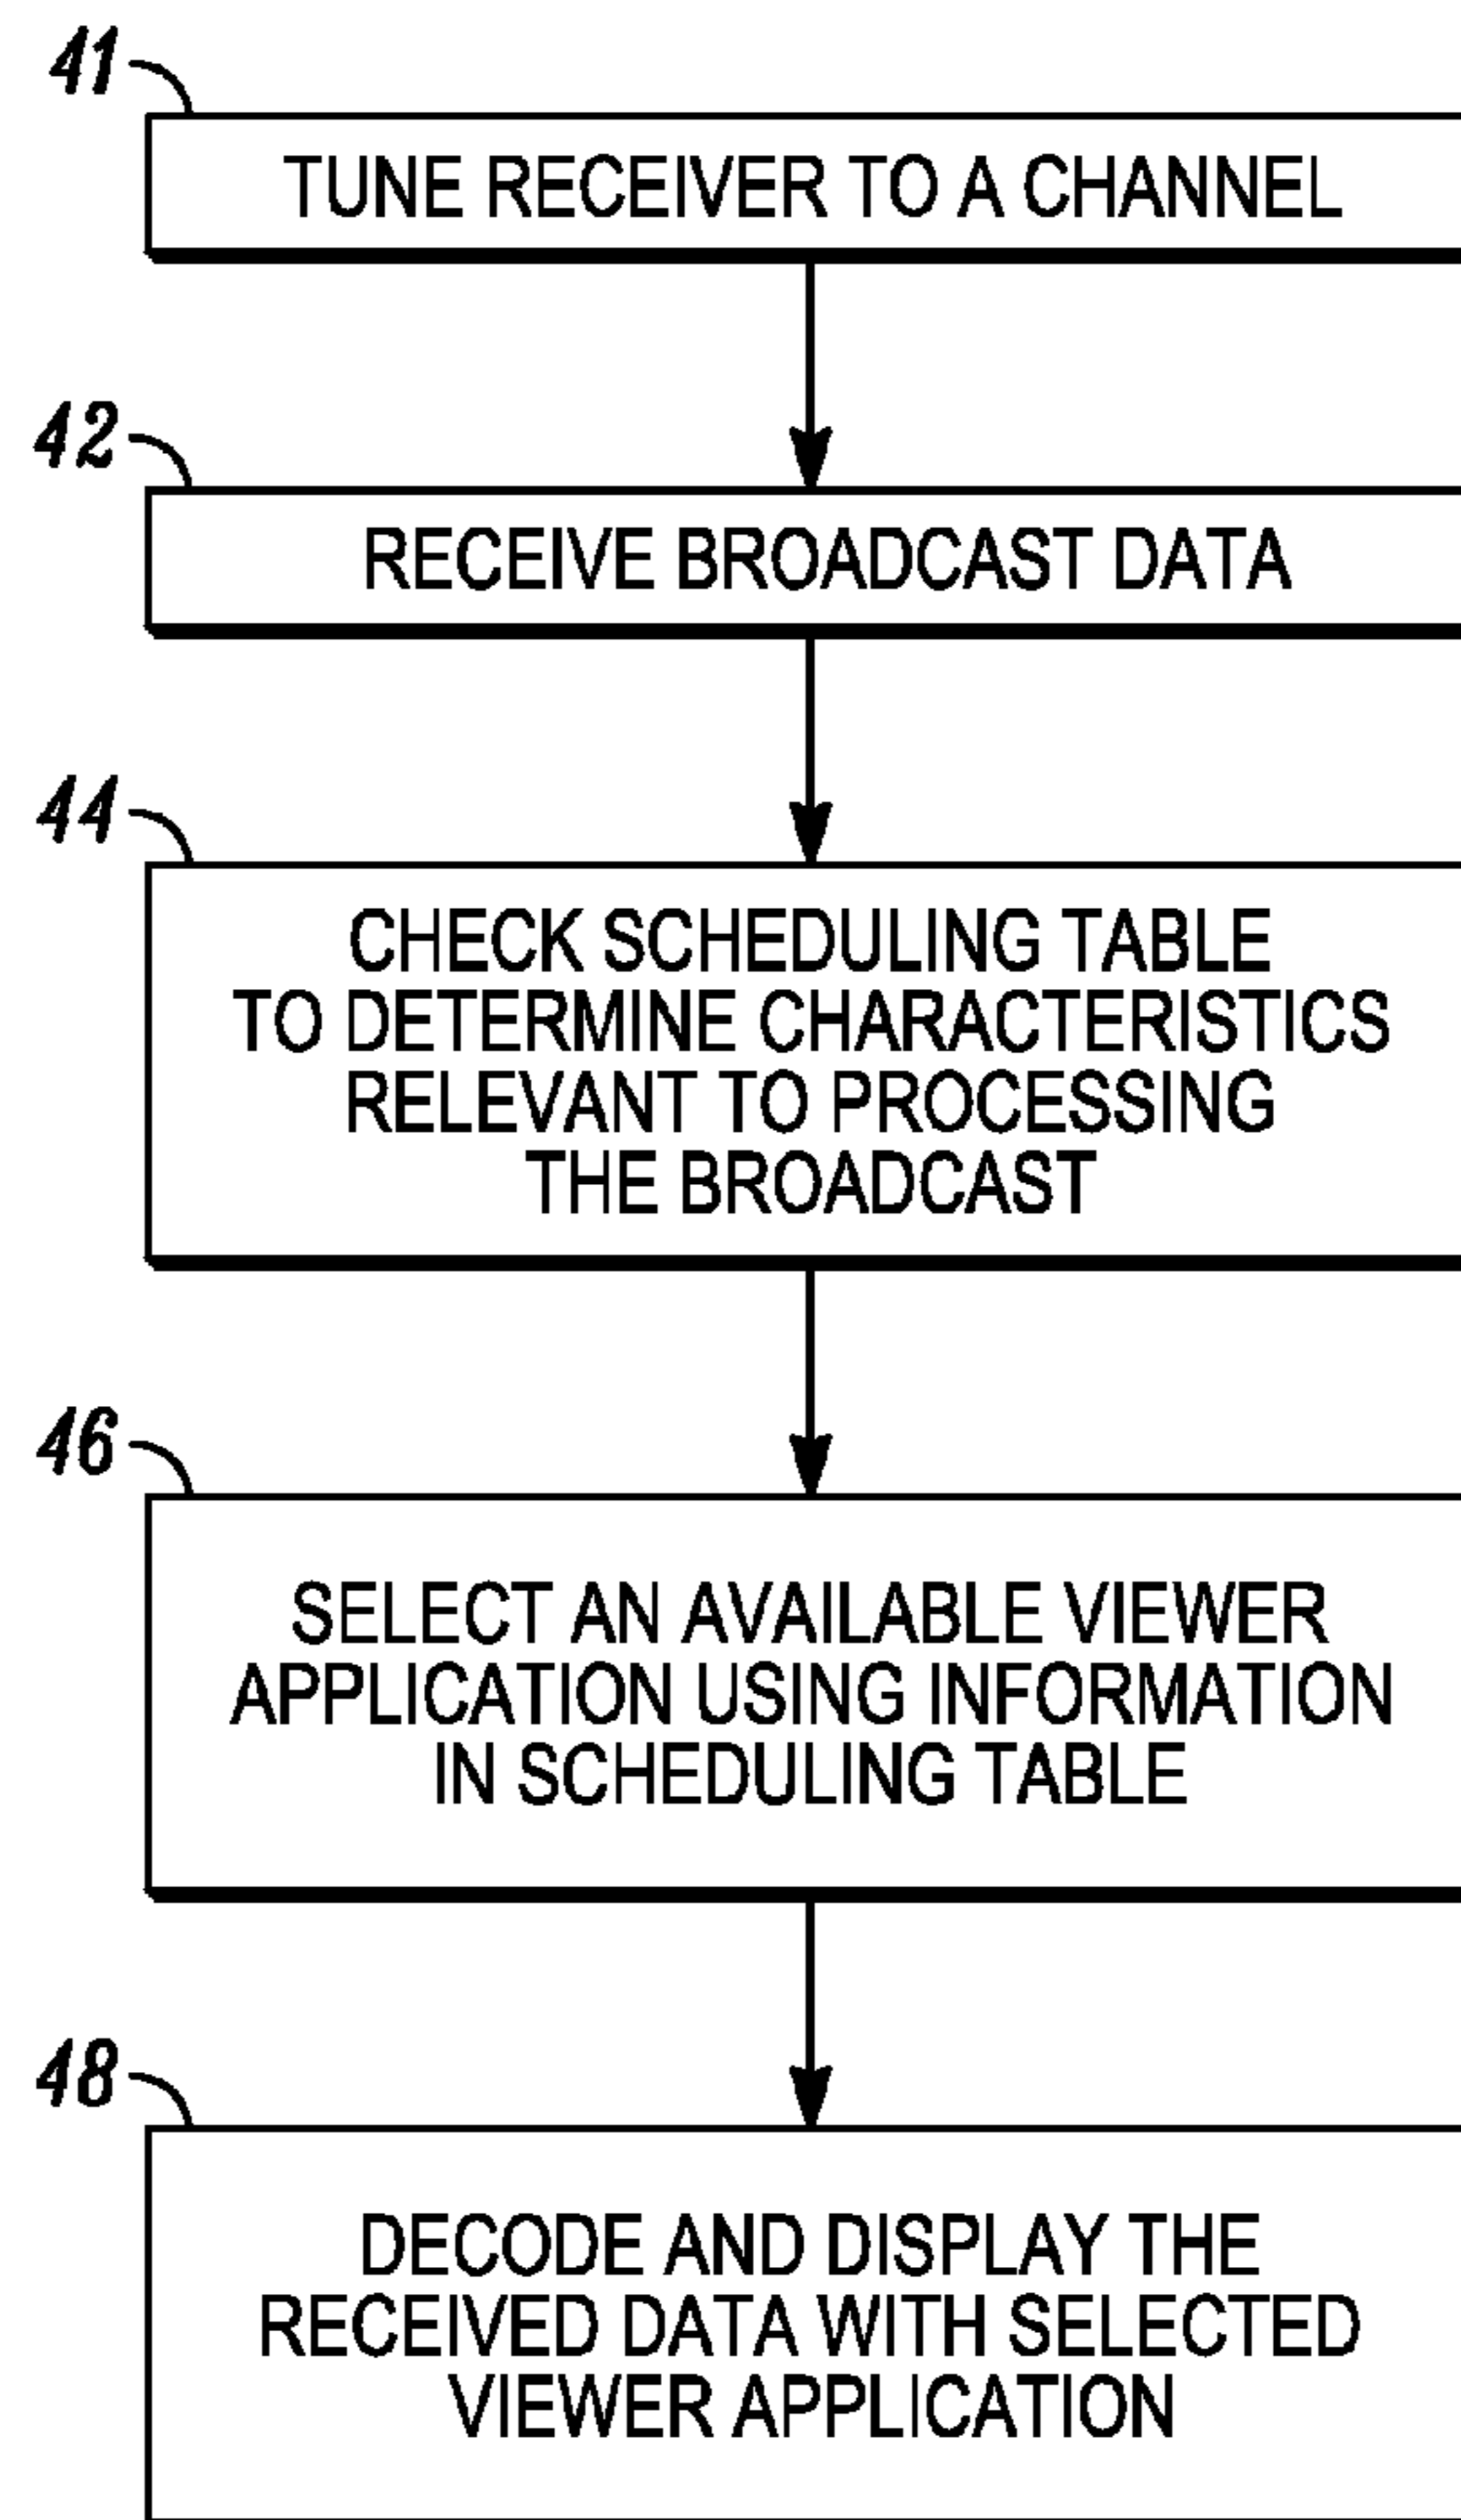 41
TUNE RECEIVER TO A CHANNEL
42
RECEIVE BROADCAST DATA
44
CHECK SCHEDULING TABLE
TO DETERMINE CHARACTERISTICS
RELEVANT TO PROCESSING
THE BROADCAST
46
SELECT AN AVAILABLE VIEWER
APPLICATION USING INFORMATION
IN SCHEDULING TABLE
48
DECODE AND DISPLAY THE
RECEIVED DATA WITH SELECTED
VIEWER APPLICATION